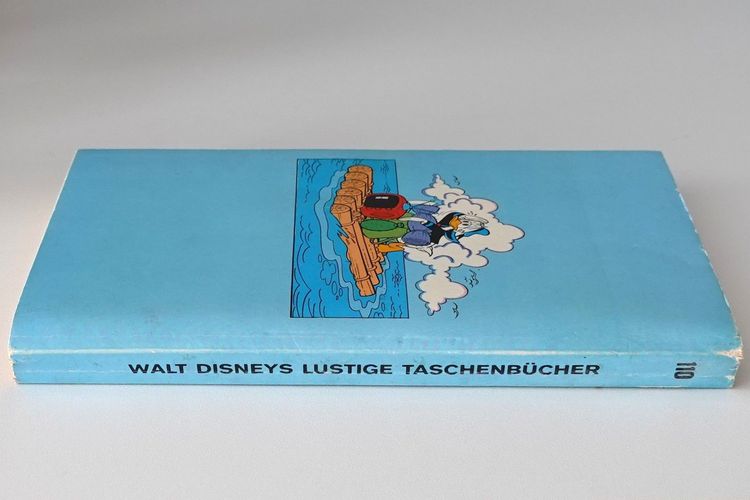 WALT DISNEYS LUSTIGE TASCHENBÜCHER
110